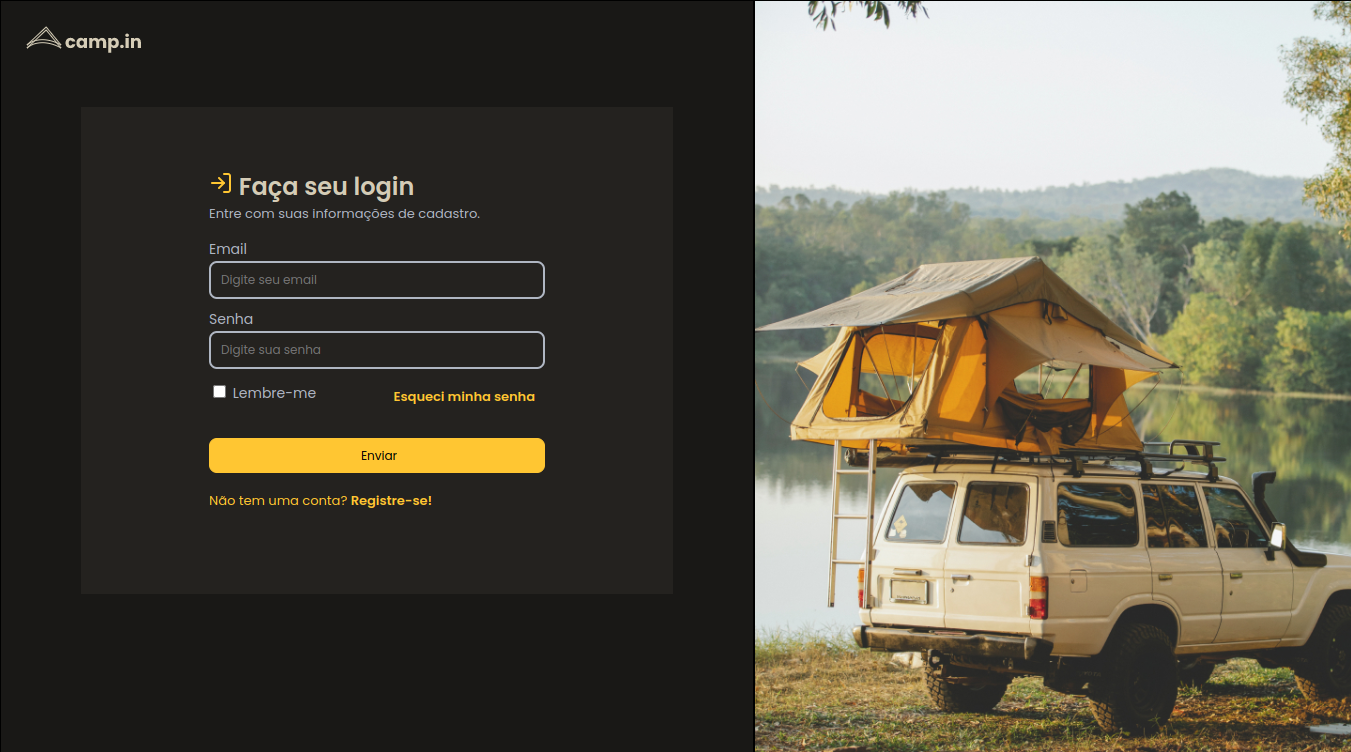 camp.in
Faça seu login
Entre com suas informações de cadastro.
Email
Digite seu email
Senha
Digite sua senha
Lembre-me
Esqueci minha senha
Enviar
Não tem uma conta? Registre-se!